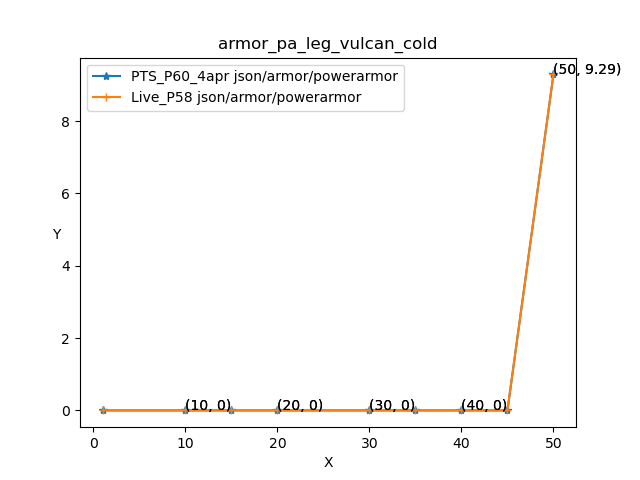 armor_pa_leg_vulcan_cold
PTS_P60_4apr json/armor/powerarmor
Live_P58 json/armor/powerarmor
(50, 9.29)
8
6
Y
4
2
0
(10, 0) (20, 0) (30, 0) (40, 0)
0 10 20 30 40 50
X